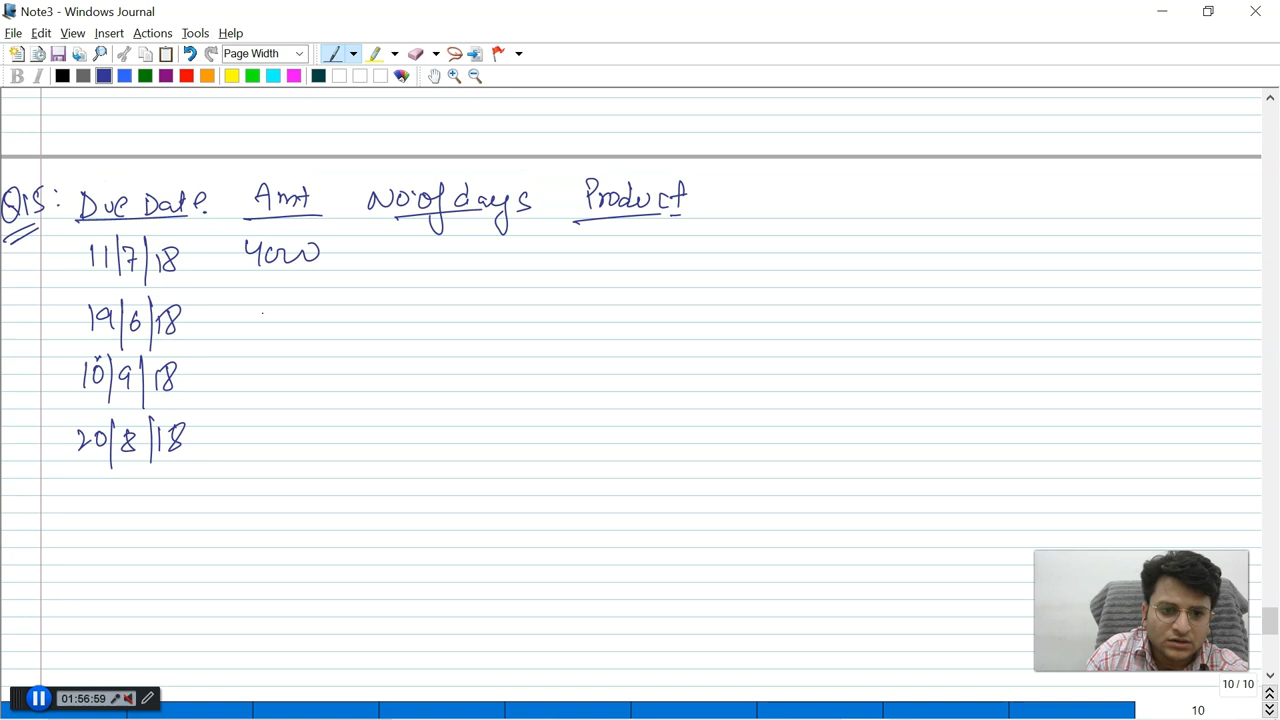 Note3 - Windows Journal
File Edit View Insert Actions Tools Help
Page Width
B I
Q15: Due Date. Amt No. of days Product
11|7|18 4000
19|6|18
10|9|18
20|8|18
01:56:59
10 / 10
10